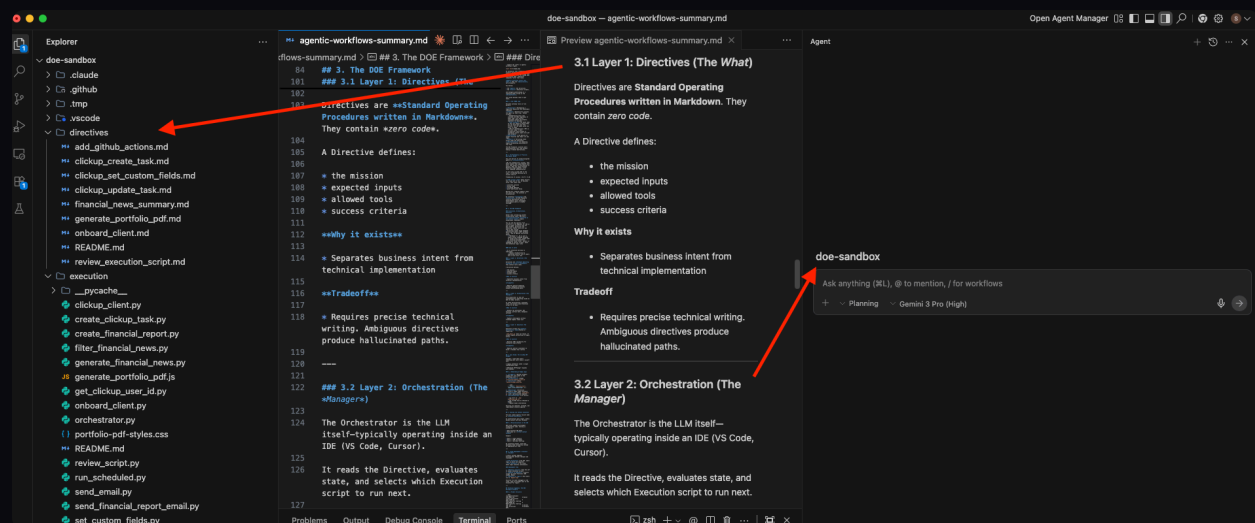 doe-sandbox — agentic-workflows-summary.md
Open Agent Manager
Explorer
doe-sandbox
.claude
.github
.tmp
.vscode
directives
add_github_actions.md
clickup_create_task.md
clickup_set_custom_fields.md
clickup_update_task.md
financial_news_summary.md
generate_portfolio_pdf.md
onboard_client.md
README.md
review_execution_script.md
execution
__pycache__
clickup_client.py
create_clickup_task.py
create_financial_report.py
filter_financial_news.py
generate_financial_news.py
generate_portfolio_pdf.js
get_clickup_user_id.py
onboard_client.py
orchestrator.py
portfolio-pdf-styles.css
README.md
review_script.py
run_scheduled.py
send_email.py
send_financial_report_email.py
set_custom_fields.py
agentic-workflows-summary.md
kflows-summary.md > ## 3. The DOE Framework > ### Dire
84 ## 3. The DOE Framework
101 ### 3.1 Layer 1: Directives (The
102
103 Directives are **Standard Operating
Procedures written in Markdown**.
They contain *zero code*.
104
105 A Directive defines:
106
107 * the mission
108 * expected inputs
109 * allowed tools
110 * success criteria
111
112 **Why it exists**
113
114 * Separates business intent from
technical implementation
115
116 **Tradeoff**
117
118 * Requires precise technical
writing. Ambiguous directives
produce hallucinated paths.
119
120 ---
121
122 ### 3.2 Layer 2: Orchestration (The
*Manager*)
123
124 The Orchestrator is the LLM
itself—typically operating inside an
IDE (VS Code, Cursor).
125
126 It reads the Directive, evaluates
state, and selects which Execution
script to run next.
127
Problems Output Debug Console Terminal Ports
zsh
Preview agentic-workflows-summary.md
3.1 Layer 1: Directives (The What)
Directives are Standard Operating
Procedures written in Markdown. They
contain zero code.
A Directive defines:
• the mission
• expected inputs
• allowed tools
• success criteria
Why it exists
• Separates business intent from
technical implementation
Tradeoff
• Requires precise technical writing.
Ambiguous directives produce
hallucinated paths.
3.2 Layer 2: Orchestration (The
Manager)
The Orchestrator is the LLM itself—
typically operating inside an IDE (VS Code,
Cursor).
It reads the Directive, evaluates state, and
selects which Execution script to run next.
Agent
doe-sandbox
Ask anything (⌘L), @ to mention, / for workflows
Planning
Gemini 3 Pro (High)